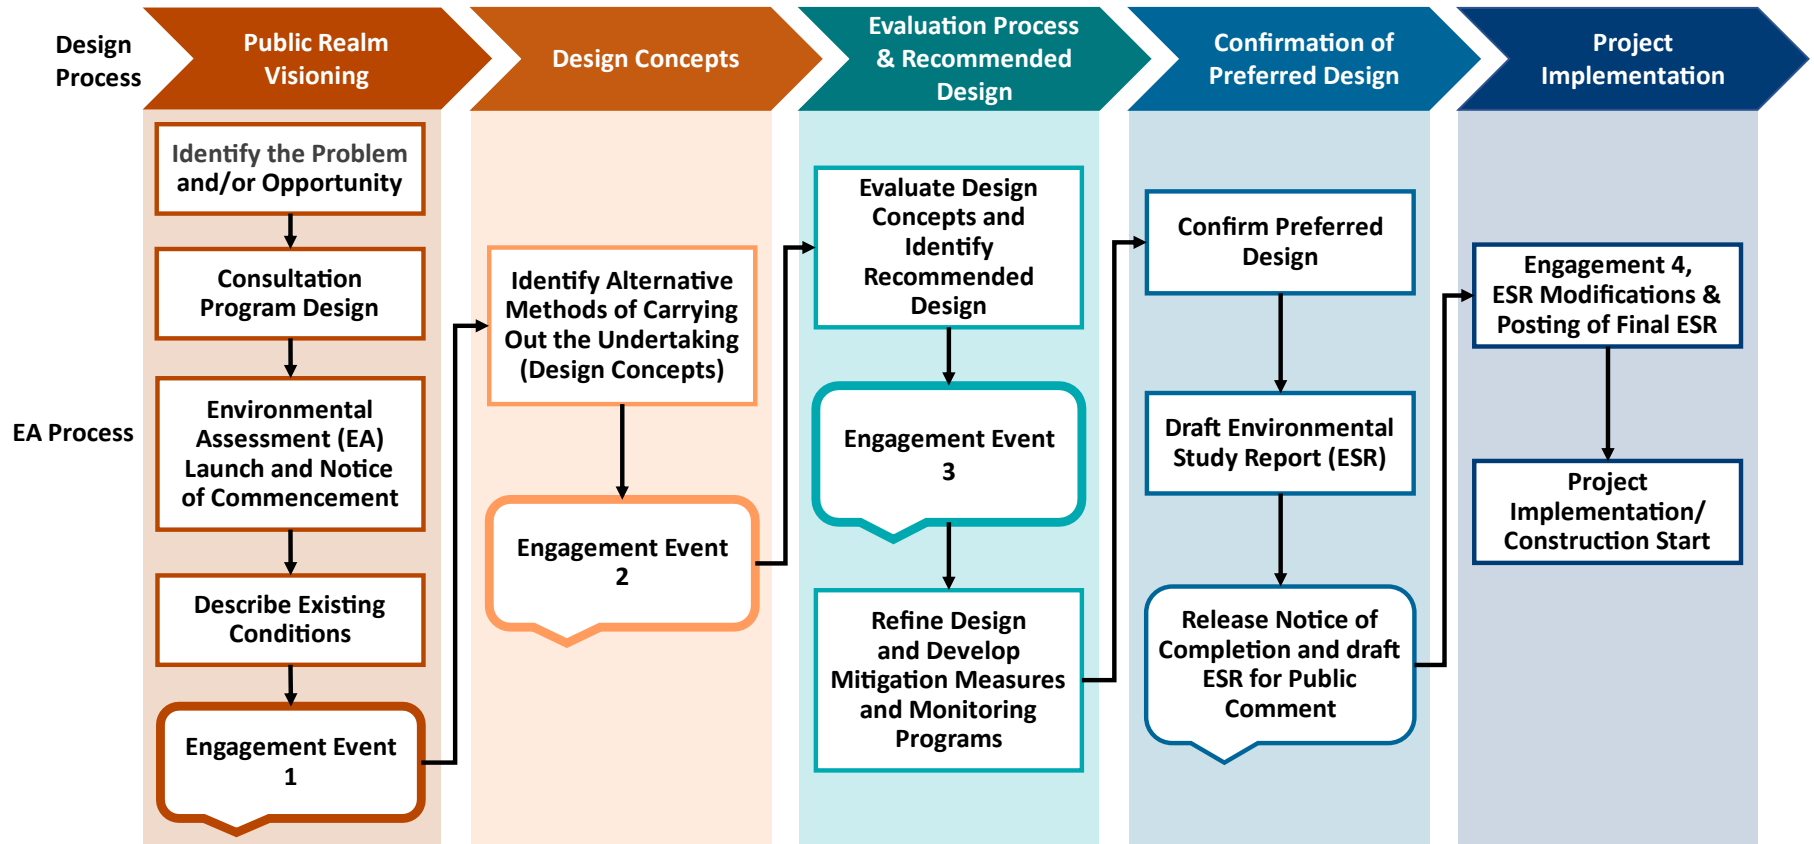 Design
Process
Public Realm
Visioning
Design Concepts
Evaluation Process
& Recommended
Design
Confirmation of
Preferred Design
Project
Implementation
EA Process
Identify the Problem
and/or Opportunity
Consultation
Program Design
Environmental
Assessment (EA)
Launch and Notice
of Commencement
Describe Existing
Conditions
Engagement Event
1
Identify Alternative
Methods of Carrying
Out the Undertaking
(Design Concepts)
Engagement Event
2
Evaluate Design
Concepts and
Identify
Recommended
Design
Engagement Event
3
Refine Design
and Develop
Mitigation Measures
and Monitoring
Programs
Confirm Preferred
Design
Draft Environmental
Study Report (ESR)
Release Notice of
Completion and draft
ESR for Public
Comment
Engagement 4,
ESR Modifications &
Posting of Final ESR
Project
Implementation/
Construction Start